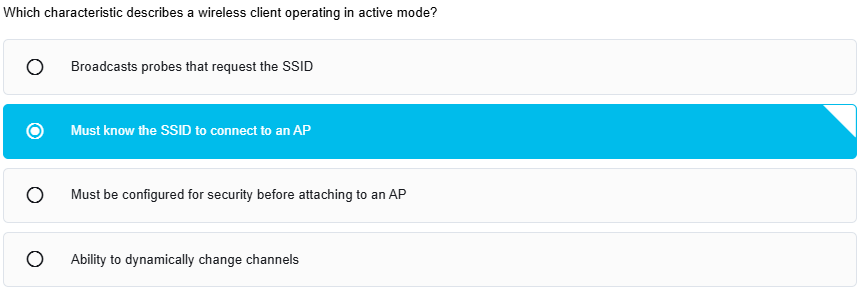 Which characteristic describes a wireless client operating in active mode?
Broadcasts probes that request the SSID
Must know the SSID to connect to an AP
Must be configured for security before attaching to an AP
Ability to dynamically change channels